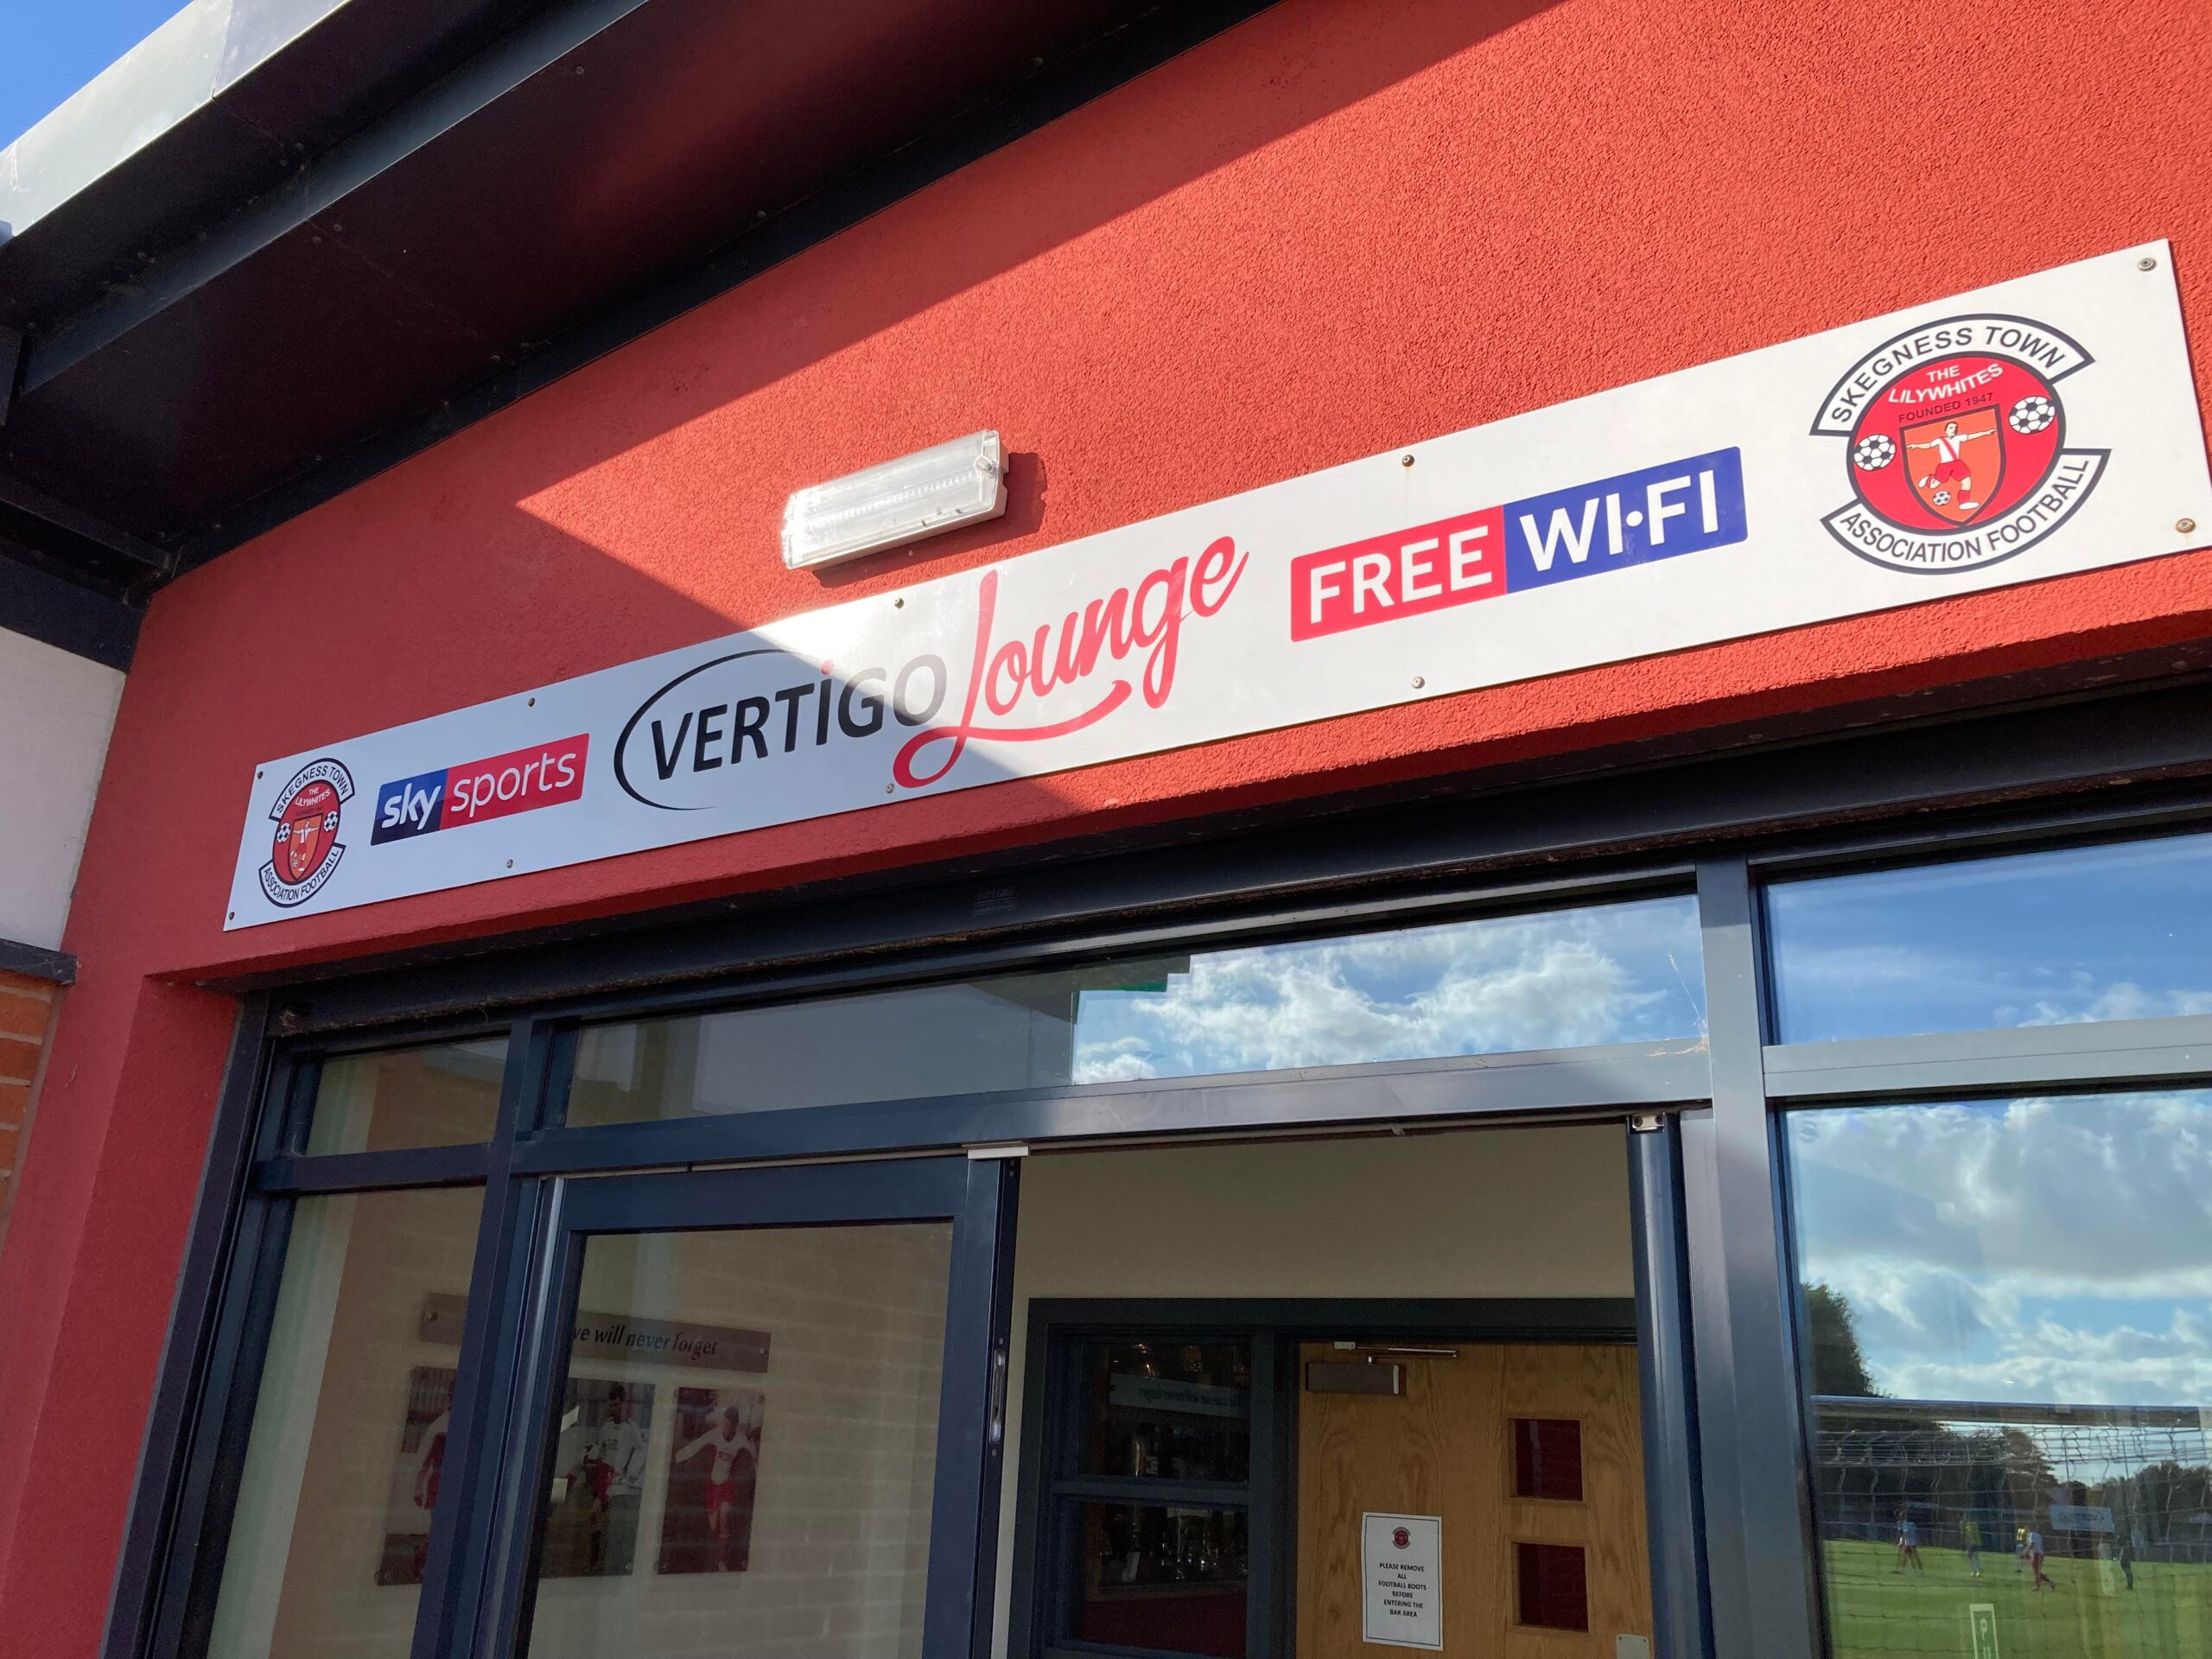 SKEGNESS TOWN
THE
LILYWHITES
ASSOCIATION FOOTBALL
sky sports
VERTiGO Lounge
FREE WI·FI
SKEGNESS TOWN
THE
LILYWHITES
FOUNDED 1947
ASSOCIATION FOOTBALL
we will never forget
PLEASE REMOVE
ALL
FOOTBALL BOOTS
BEFORE
ENTERING THE
BAR AREA